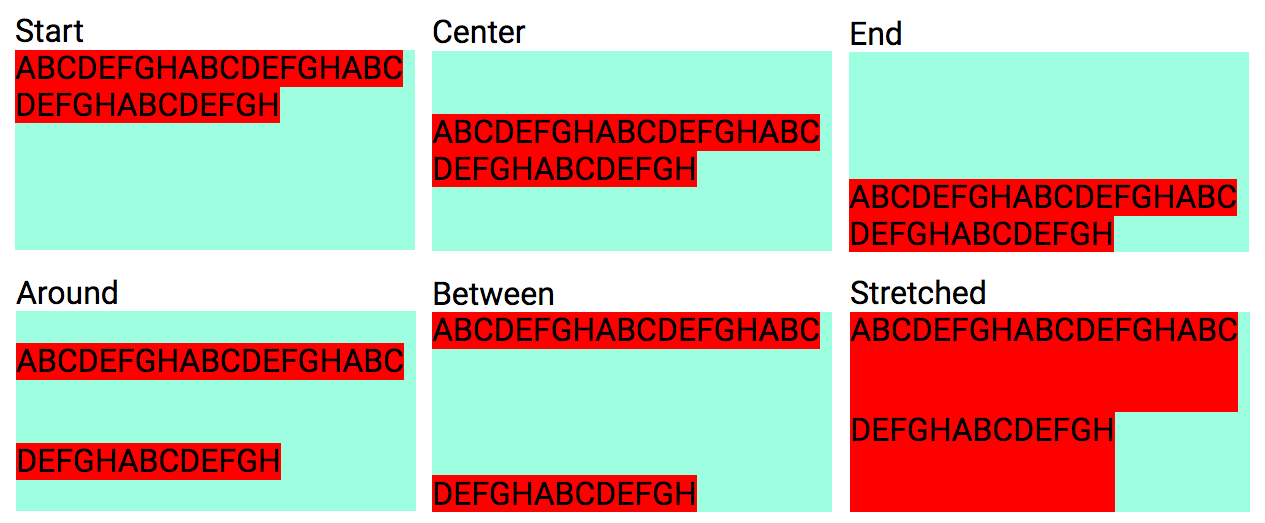 Start
ABCDEFGHABCDEFGHABC
DEFGHABCDEFGH
Center
ABCDEFGHABCDEFGHABC
DEFGHABCDEFGH
End
ABCDEFGHABCDEFGHABC
DEFGHABCDEFGH
Around
ABCDEFGHABCDEFGHABC
DEFGHABCDEFGH
Between
ABCDEFGHABCDEFGHABC
DEFGHABCDEFGH
Stretched
ABCDEFGHABCDEFGHABC
DEFGHABCDEFGH